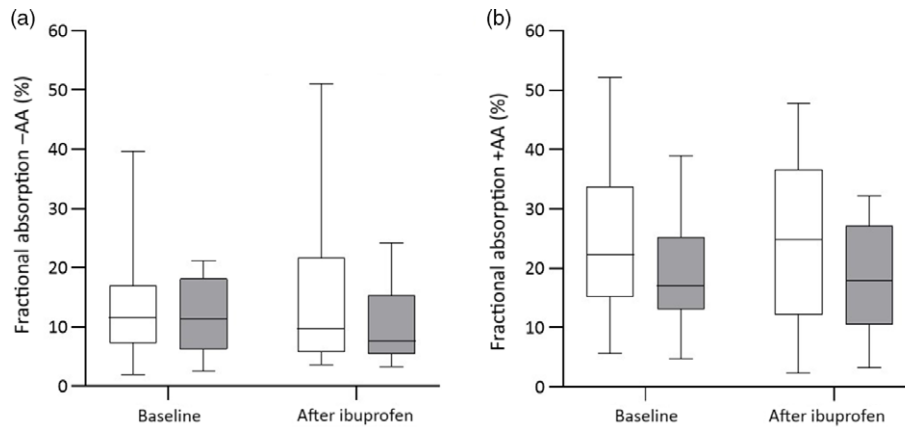 (a)
Fractional absorption –AA (%)
60
50
40
30
20
10
0
Baseline
After ibuprofen
(b)
Fractional absorption +AA (%)
60
50
40
30
20
10
0
Baseline
After ibuprofen